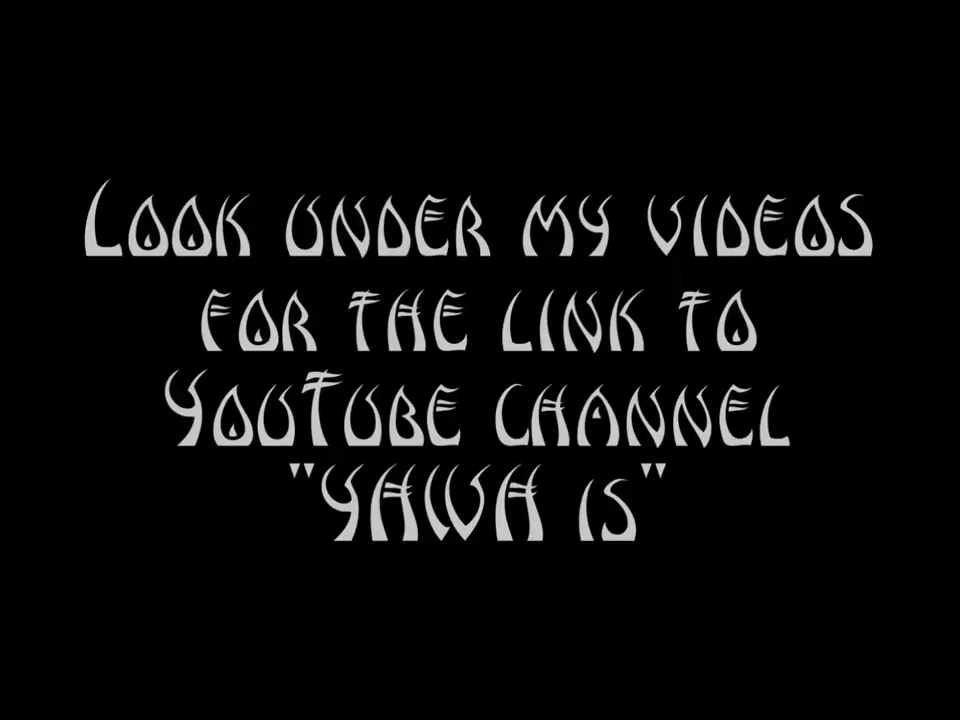 Look under my videos
for the link to
YouTube channel
"YAWA is"